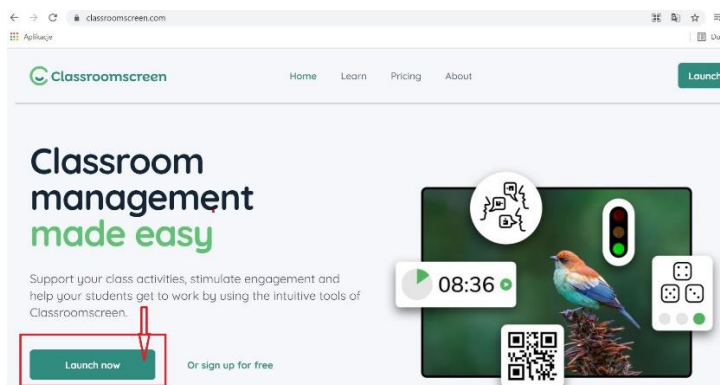 classroomscreen.com
Aplikacje
Classroomscreen
Home Learn Pricing About
Launch
Classroom
management
made easy
Support your class activities, stimulate engagement and
help your students get to work by using the intuitive tools of
Classroomscreen.
08:36
Launch now
Or sign up for free